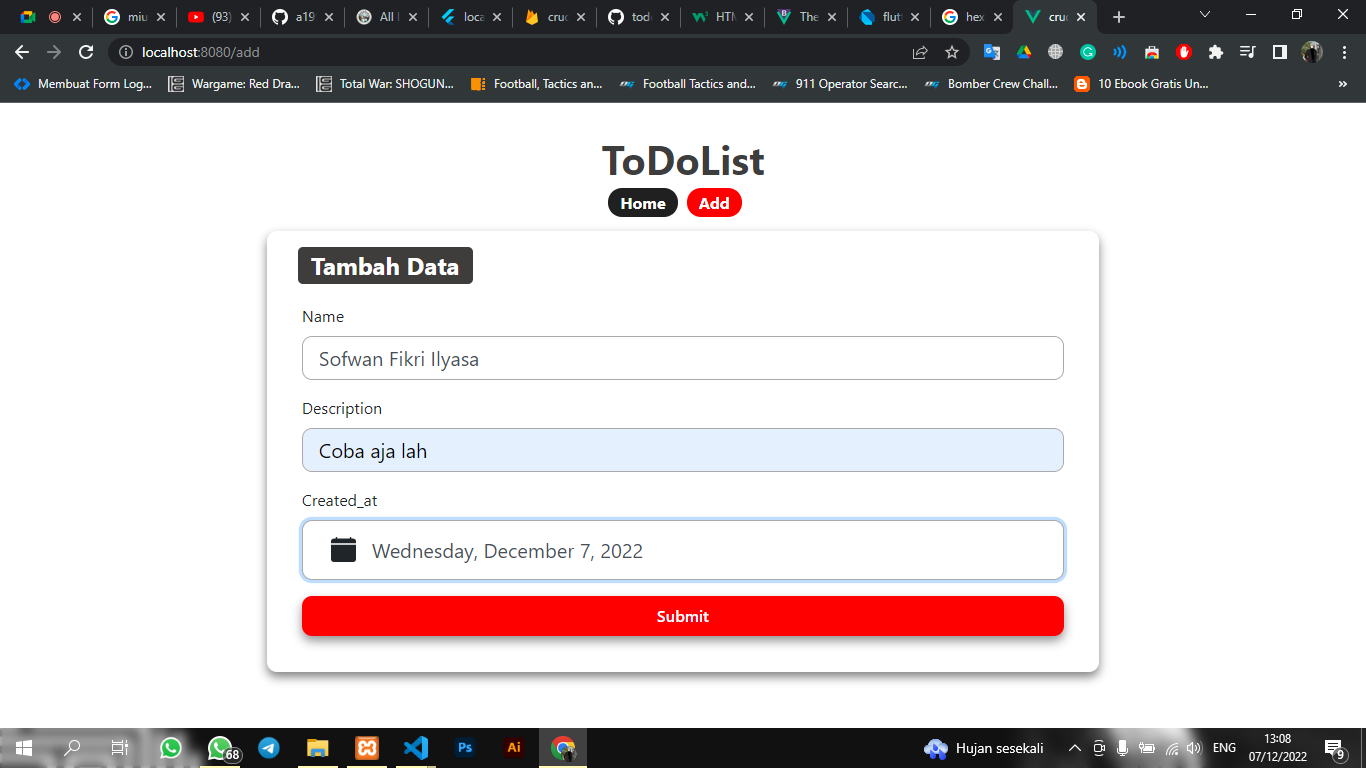 (93)
a19
All
loca
cruc
tod
HTM
The
flut
hex
cruc
localhost:8080/add
Membuat Form Log...
Wargame: Red Dra...
Total War: SHOGUN...
Football, Tactics an...
Football Tactics and...
911 Operator Searc...
Bomber Crew Chall...
10 Ebook Gratis Un...
»
ToDoList
Home
Add
Tambah Data
Name
Sofwan Fikri Ilyasa
Description
Coba aja lah
Created_at
Wednesday, December 7, 2022
Submit
68
Ps
Ai
Hujan sesekali
ENG
13:08
07/12/2022
9